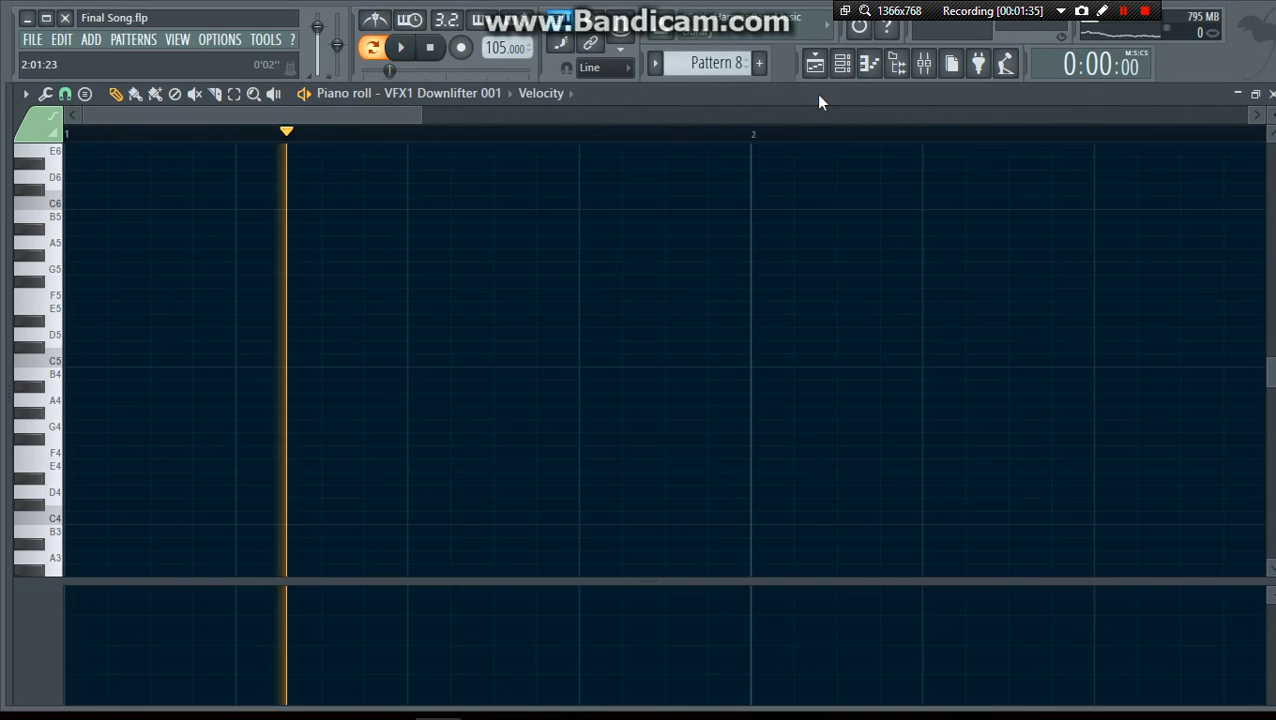 Final Song.flp
www.Bandicam.com
1366x768
Recording [00:01:35]
795 MB
0
FILE EDIT ADD PATTERNS VIEW OPTIONS TOOLS ?
3.2
105.000
2:01:23
0'02"
Line
Pattern 8
+
M:S:CS
0:00:00
Piano roll - VFX1 Downlifter 001 › Velocity
1
2
E6
D6
C6
B5
A5
G5
F5
E5
D5
C5
B4
A4
G4
F4
E4
D4
C4
B3
A3